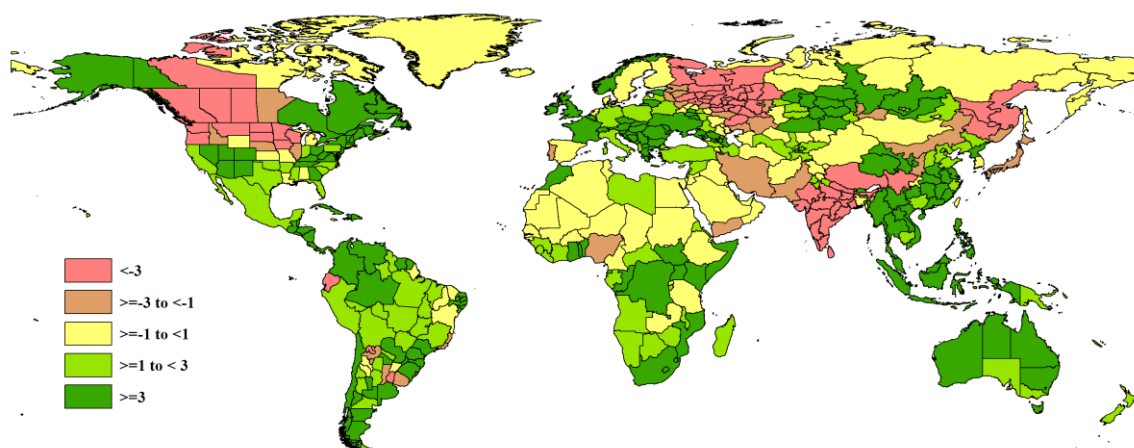 <-3
>=-3 to <-1
>=-1 to <1
>=1 to < 3
>=3